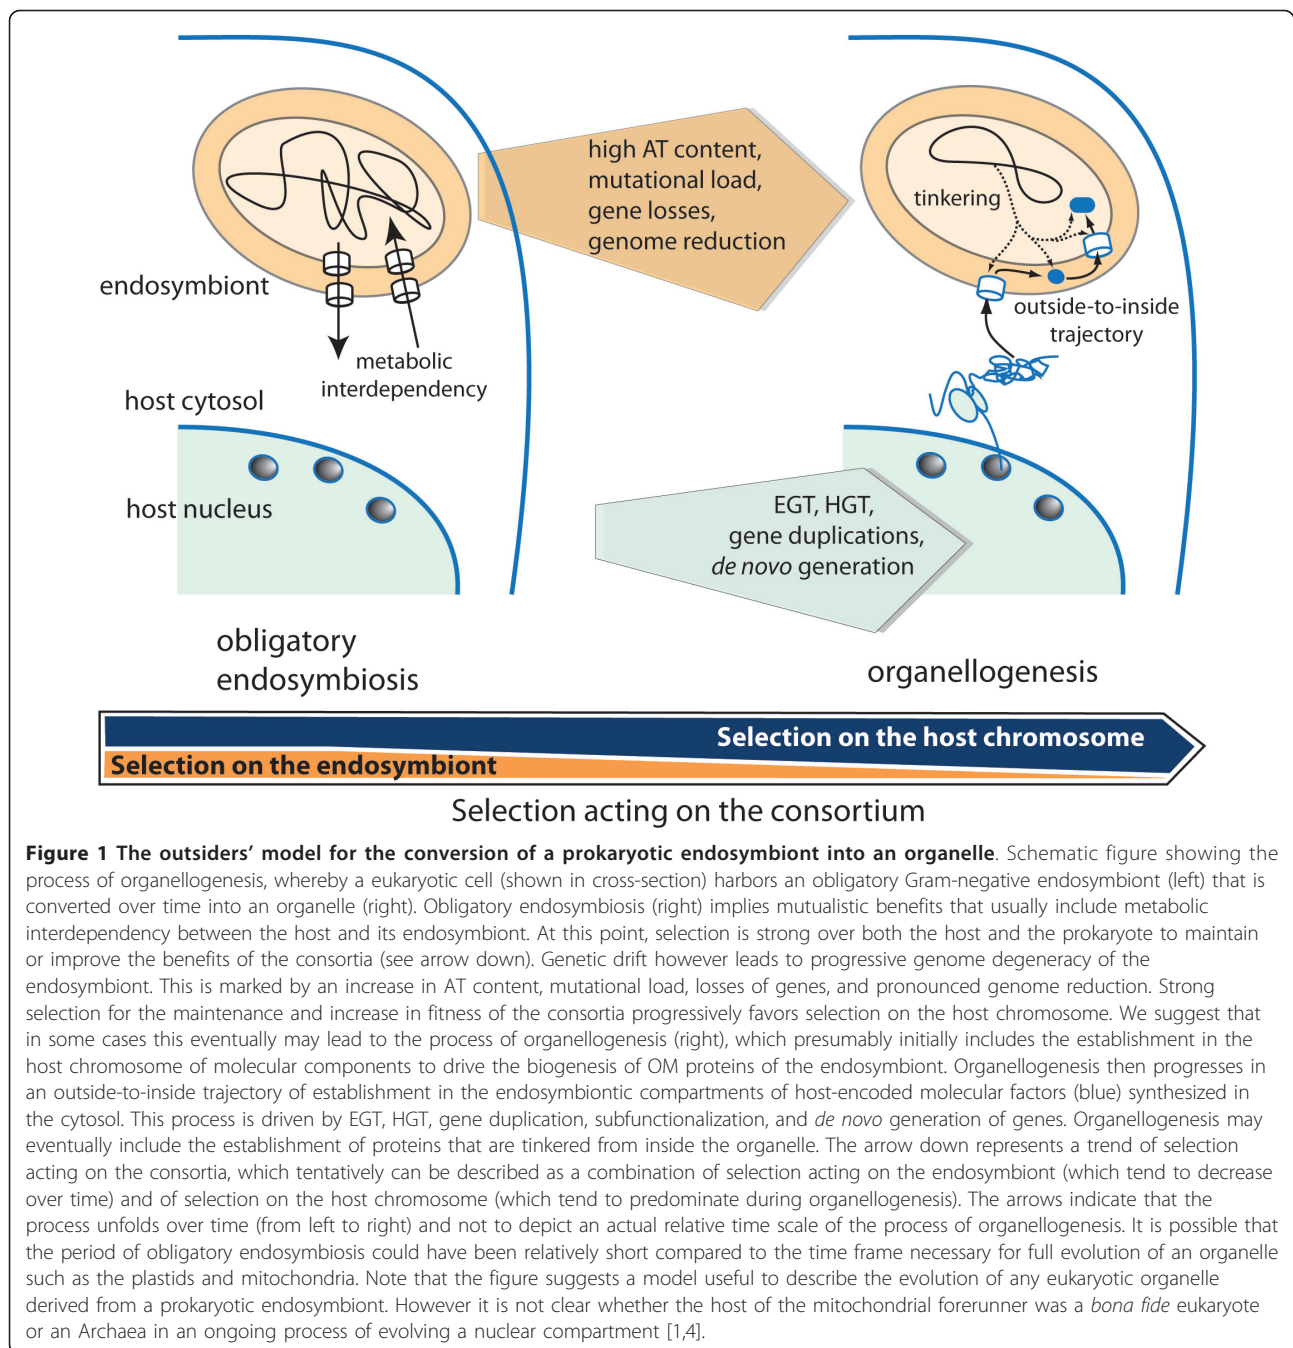 high AT content,
mutational load,
gene losses,
genome reduction
tinkering
endosymbiont
outside-to-inside
trajectory
metabolic
interdependency
host cytosol
host nucleus
EGT, HGT,
gene duplications,
de novo generation
obligatory
endosymbiosis
organellogenesis
Selection on the host chromosome
Selection on the endosymbiont
Selection acting on the consortium
Figure 1 The outsiders' model for the conversion of a prokaryotic endosymbiont into an organelle. Schematic figure showing the
process of organellogenesis, whereby a eukaryotic cell (shown in cross-section) harbors an obligatory Gram-negative endosymbiont (left) that is
converted over time into an organelle (right). Obligatory endosymbiosis (right) implies mutualistic benefits that usually include metabolic
interdependency between the host and its endosymbiont. At this point, selection is strong over both the host and the prokaryote to maintain
or improve the benefits of the consortia (see arrow down). Genetic drift however leads to progressive genome degeneracy of the
endosymbiont. This is marked by an increase in AT content, mutational load, losses of genes, and pronounced genome reduction. Strong
selection for the maintenance and increase in fitness of the consortia progressively favors selection on the host chromosome. We suggest that
in some cases this eventually may lead to the process of organellogenesis (right), which presumably initially includes the establishment in the
host chromosome of molecular components to drive the biogenesis of OM proteins of the endosymbiont. Organellogenesis then progresses in
an outside-to-inside trajectory of establishment in the endosymbiontic compartments of host-encoded molecular factors (blue) synthesized in
the cytosol. This process is driven by EGT, HGT, gene duplication, subfunctionalization, and de novo generation of genes. Organellogenesis may
eventually include the establishment of proteins that are tinkered from inside the organelle. The arrow down represents a trend of selection
acting on the consortia, which tentatively can be described as a combination of selection acting on the endosymbiont (which tend to decrease
over time) and of selection on the host chromosome (which tend to predominate during organellogenesis). The arrows indicate that the
process unfolds over time (from left to right) and not to depict an actual relative time scale of the process of organellogenesis. It is possible that
the period of obligatory endosymbiosis could have been relatively short compared to the time frame necessary for full evolution of an organelle
such as the plastids and mitochondria. Note that the figure suggests a model useful to describe the evolution of any eukaryotic organelle
derived from a prokaryotic endosymbiont. However it is not clear whether the host of the mitochondrial forerunner was a bona fide eukaryote
or an Archaea in an ongoing process of evolving a nuclear compartment [1,4].